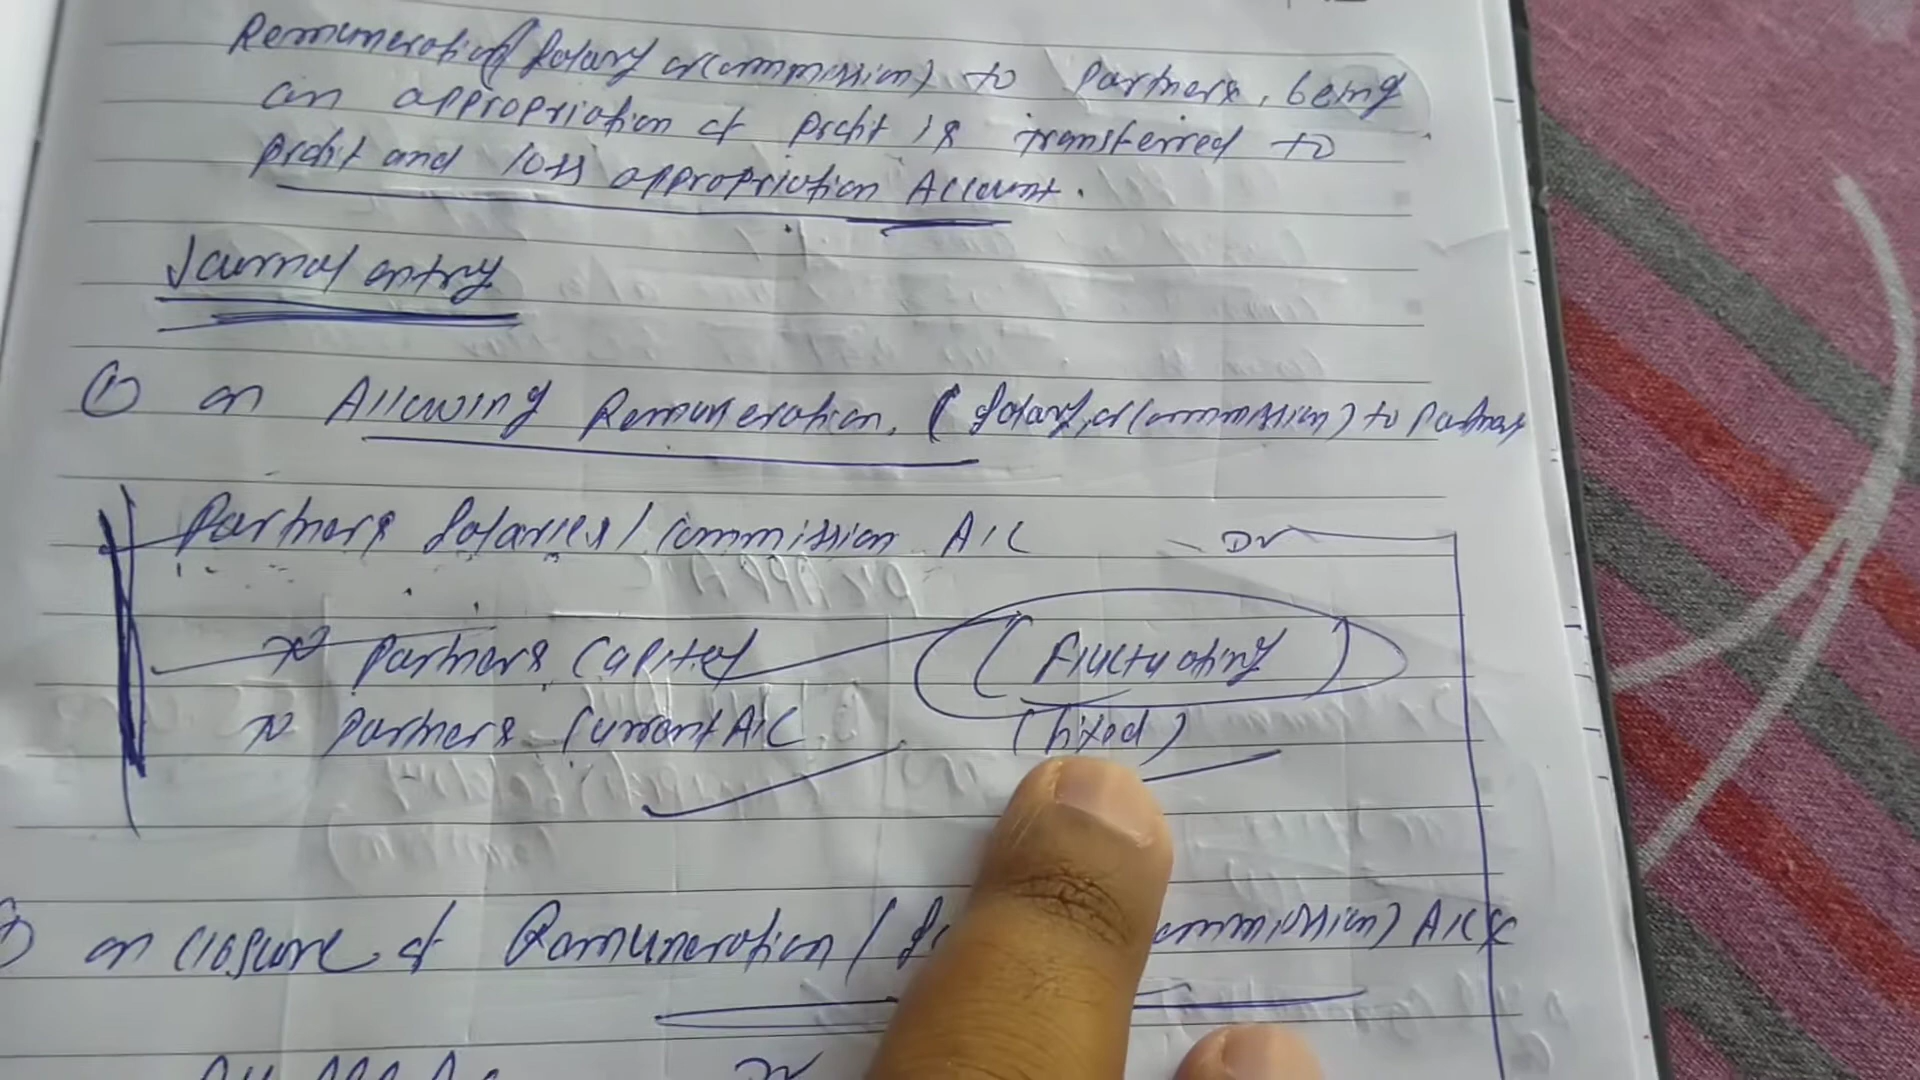 Remuneration/Salary or (commission) to Partners, being
an appropriation of profit is transferred to
profit and loss appropriation Account.
Journal entry
① on Allowing Remuneration. (Salary, or commission) to Partners
Partners Salaries/commission A/C Dr
To Partners Capital (Fluctuating)
To Partners Current A/C (fixed)
on closure of Remuneration / commission) A/C
Dr